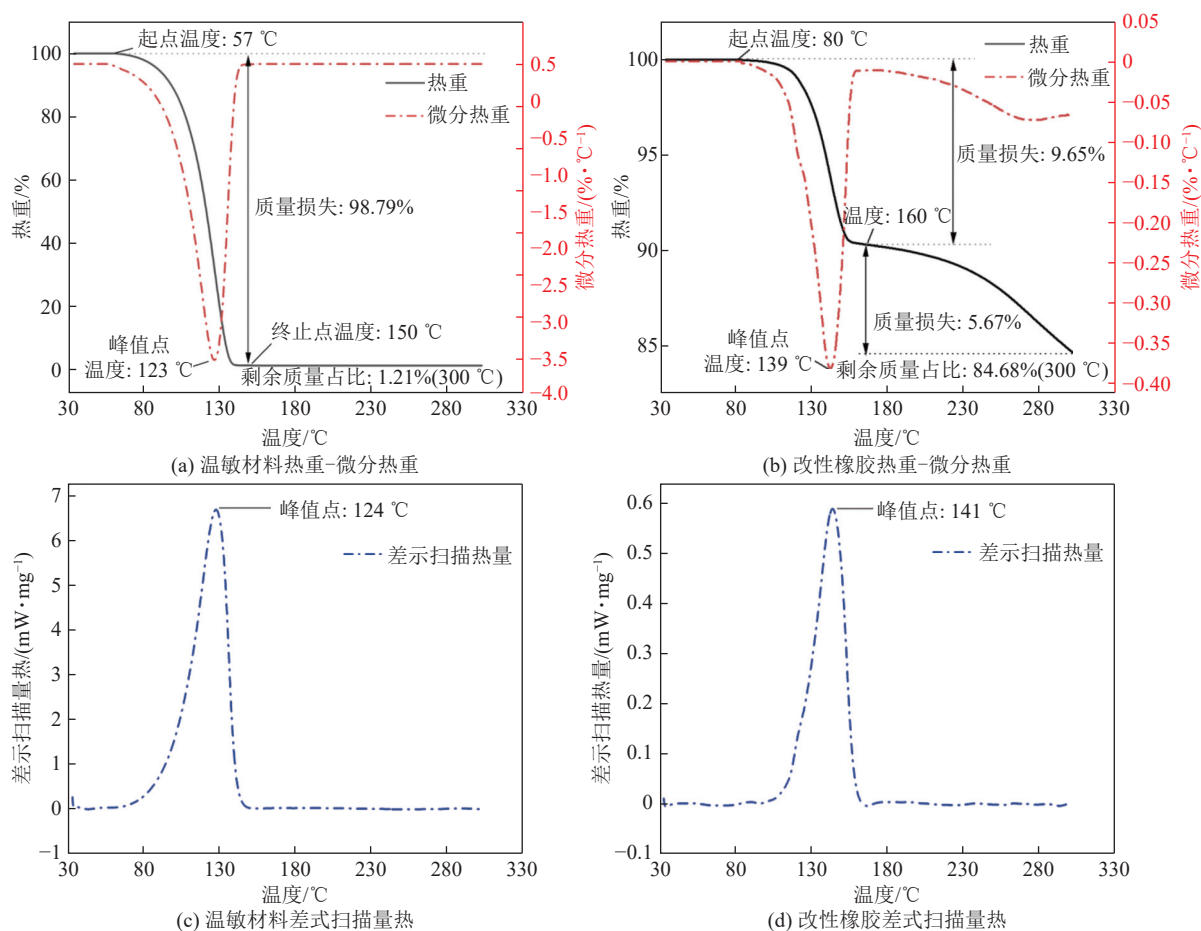 起点温度: 57 ℃
热重
微分热重
质量损失: 98.79%
终止点温度: 150 ℃
峰值点
温度: 123℃
剩余质量占比: 1.21%(300 ℃)
热重/%
100
80
60
40
20
0
微分热重/(%·℃⁻¹)
0.5
0
−0.5
−1.0
−1.5
−2.0
−2.5
−3.0
−3.5
−4.0
30 80 130 180 230 280 330
温度/℃
(a) 温敏材料热重-微分热重
起点温度: 80 ℃
热重
微分热重
质量损失: 9.65%
温度: 160 ℃
质量损失: 5.67%
峰值点
温度: 139 ℃
剩余质量占比: 84.68%(300 ℃)
热重/%
100
95
90
85
微分热重/(%·℃⁻¹)
0.05
0
−0.05
−0.10
−0.15
−0.20
−0.25
−0.30
−0.35
−0.40
30 80 130 180 230 280 330
温度/℃
(b) 改性橡胶热重-微分热重
峰值点: 124 ℃
差示扫描热量
差示扫描量热/(mW·mg⁻¹)
7
6
5
4
3
2
1
0
−1
30 80 130 180 230 280 330
温度/℃
(c) 温敏材料差式扫描量热
峰值点: 141 ℃
差示扫描热量
差示扫描热量/(mW·mg⁻¹)
0.6
0.5
0.4
0.3
0.2
0.1
0
−0.1
30 80 130 180 230 280 330
温度/℃
(d) 改性橡胶差式扫描量热